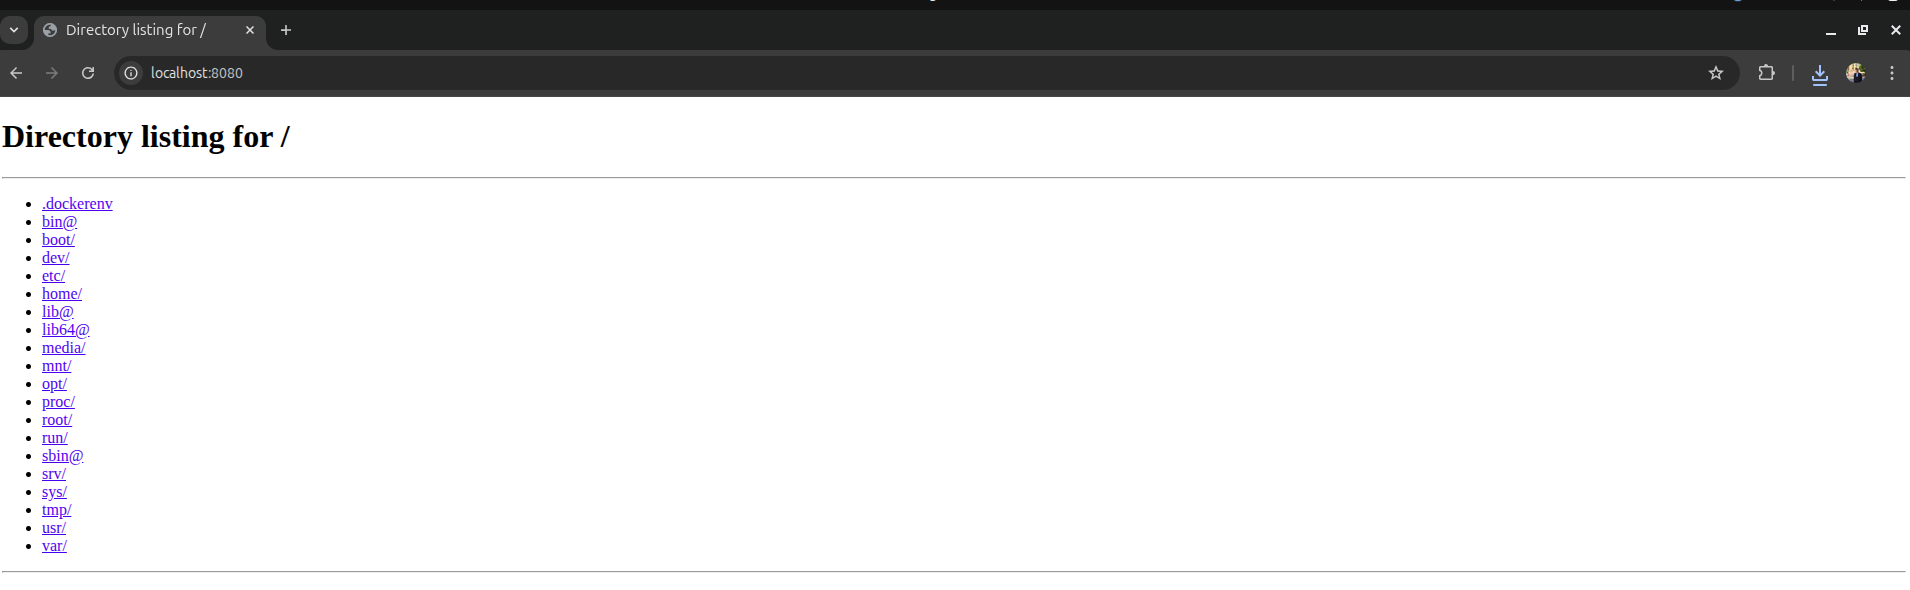 Directory listing for /
localhost:8080
Directory listing for /
.dockerenv
bin@
boot/
dev/
etc/
home/
lib@
lib64@
media/
mnt/
opt/
proc/
root/
run/
sbin@
srv/
sys/
tmp/
usr/
var/